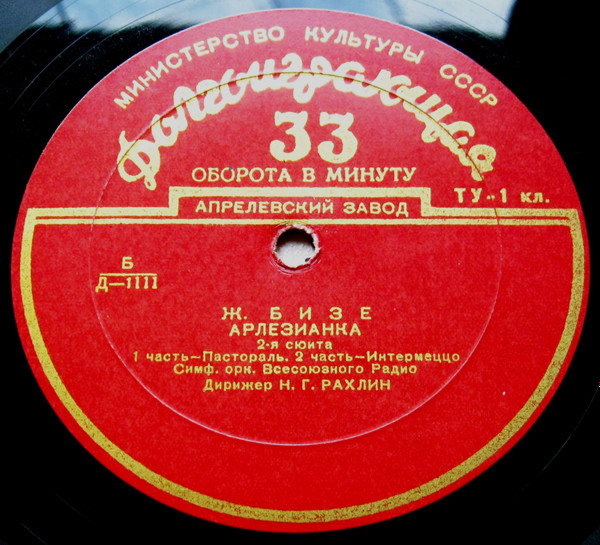 МИНИСТЕРСТВО КУЛЬТУРЫ СССР
Долгоиграющая
33
ОБОРОТА В МИНУТУ
ТУ-1 кл.
АПРЕЛЕВСКИЙ ЗАВОД
Б
Д—1111
Ж. БИЗЕ
АРЛЕЗИАНКА
2-я сюита
1 часть—Пастораль. 2 часть—Интермеццо
Симф. орк. Всесоюзного Радио
Дирижер Н. Г. РАХЛИН